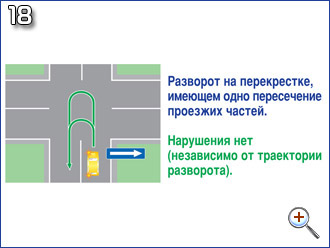 18
Разворот на перекрестке,
имеющем одно пересечение
проезжих частей.
Нарушения нет
(независимо от траектории
разворота).